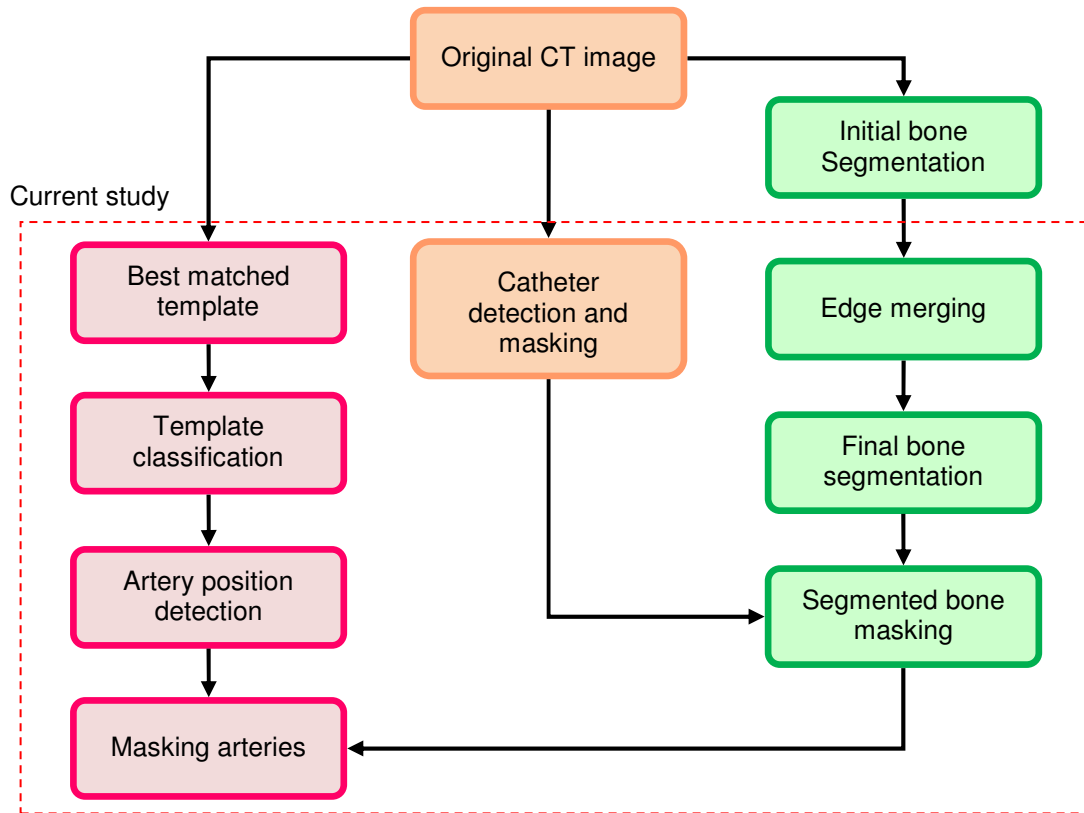 Original CT image
Initial bone
Segmentation
Current study
Best matched
template
Catheter
detection and
masking
Edge merging
Template
classification
Final bone
segmentation
Artery position
detection
Segmented bone
masking
Masking arteries